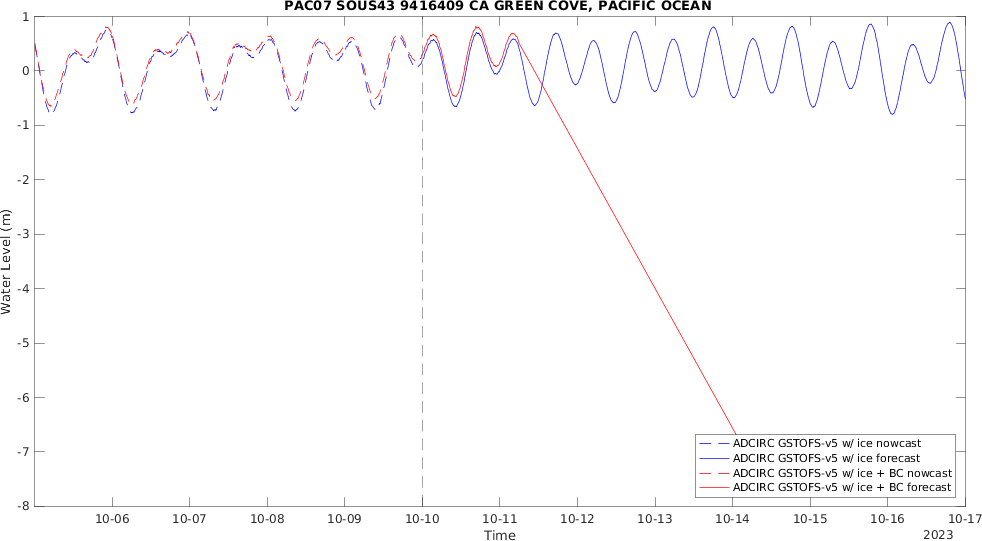 PAC07 SOUS43 9416409 CA GREEN COVE, PACIFIC OCEAN
1
0
-1
-2
-3
-4
-5
-6
-7
-8
Water Level (m)
ADCIRC GSTOFS-v5 w/ ice nowcast
ADCIRC GSTOFS-v5 w/ ice forecast
ADCIRC GSTOFS-v5 w/ ice + BC nowcast
ADCIRC GSTOFS-v5 w/ ice + BC forecast
10-06 10-07 10-08 10-09 10-10 10-11 10-12 10-13 10-14 10-15 10-16 10-17
Time
2023